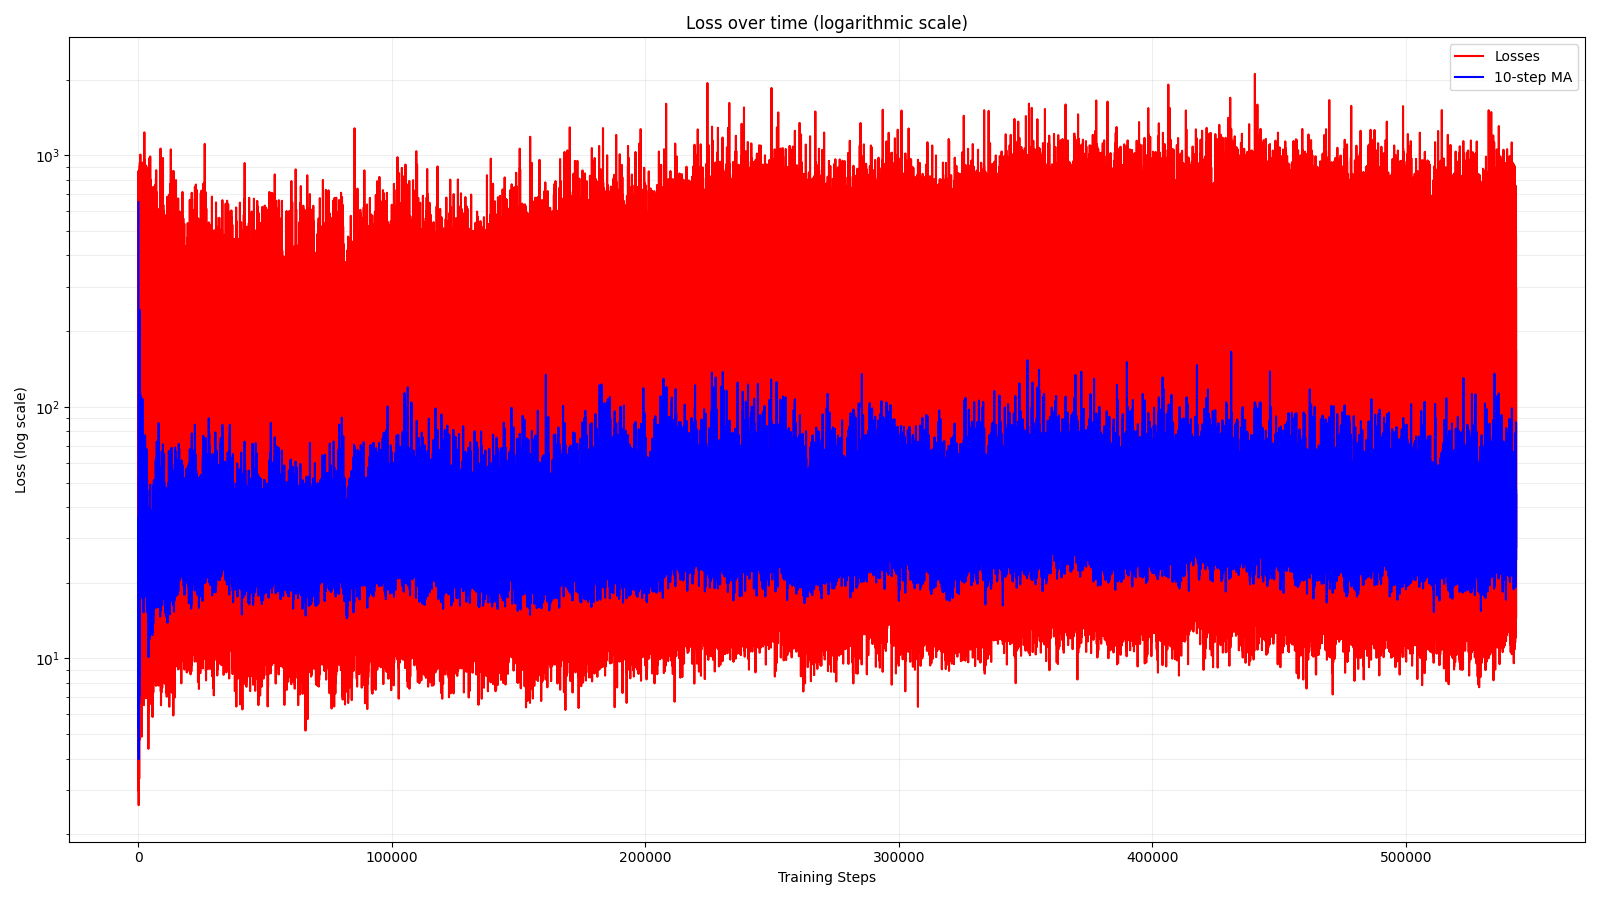 Loss over time (logarithmic scale)
Losses
10-step MA
Loss (log scale)
10³
10²
10¹
0
100000
200000
300000
400000
500000
Training Steps